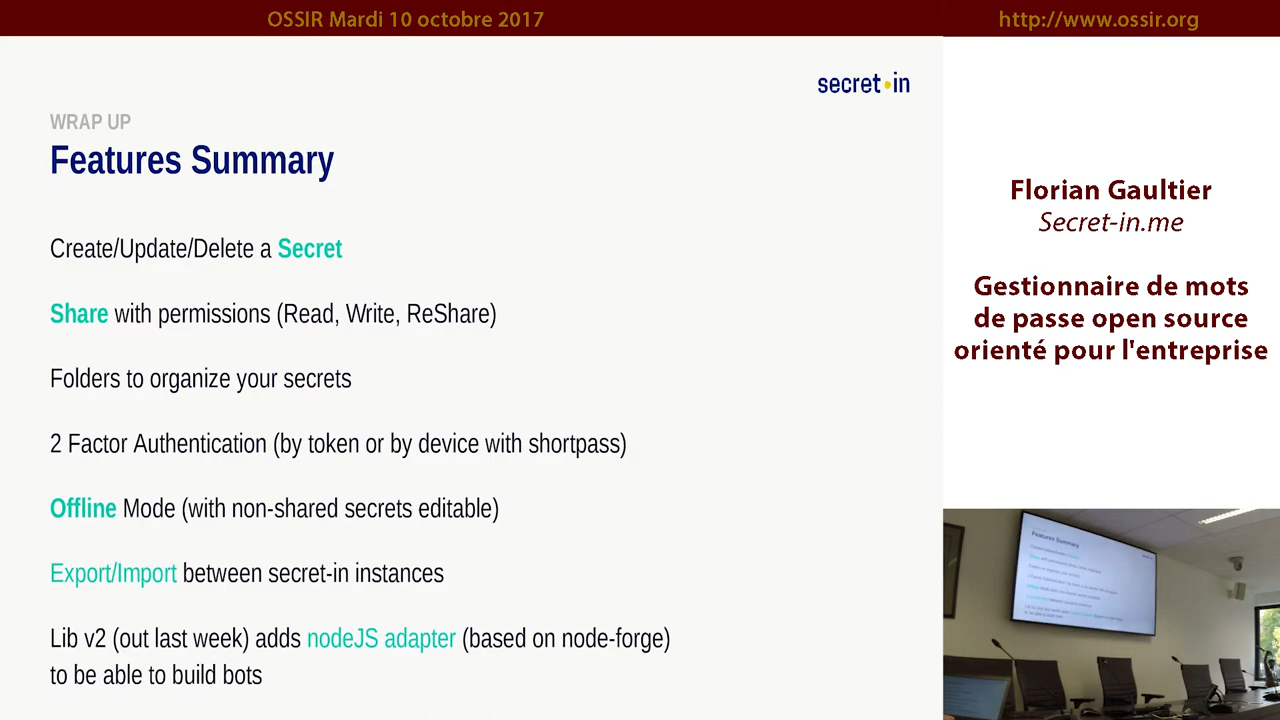 OSSIR Mardi 10 octobre 2017
http://www.ossir.org
secret•in
WRAP UP
Features Summary
Create/Update/Delete a Secret
Share with permissions (Read, Write, ReShare)
Folders to organize your secrets
2 Factor Authentication (by token or by device with shortpass)
Offline Mode (with non-shared secrets editable)
Export/Import between secret-in instances
Lib v2 (out last week) adds nodeJS adapter (based on node-forge)
to be able to build bots
Florian Gaultier
Secret-in.me
Gestionnaire de mots
de passe open source
orienté pour l'entreprise
Features Summary